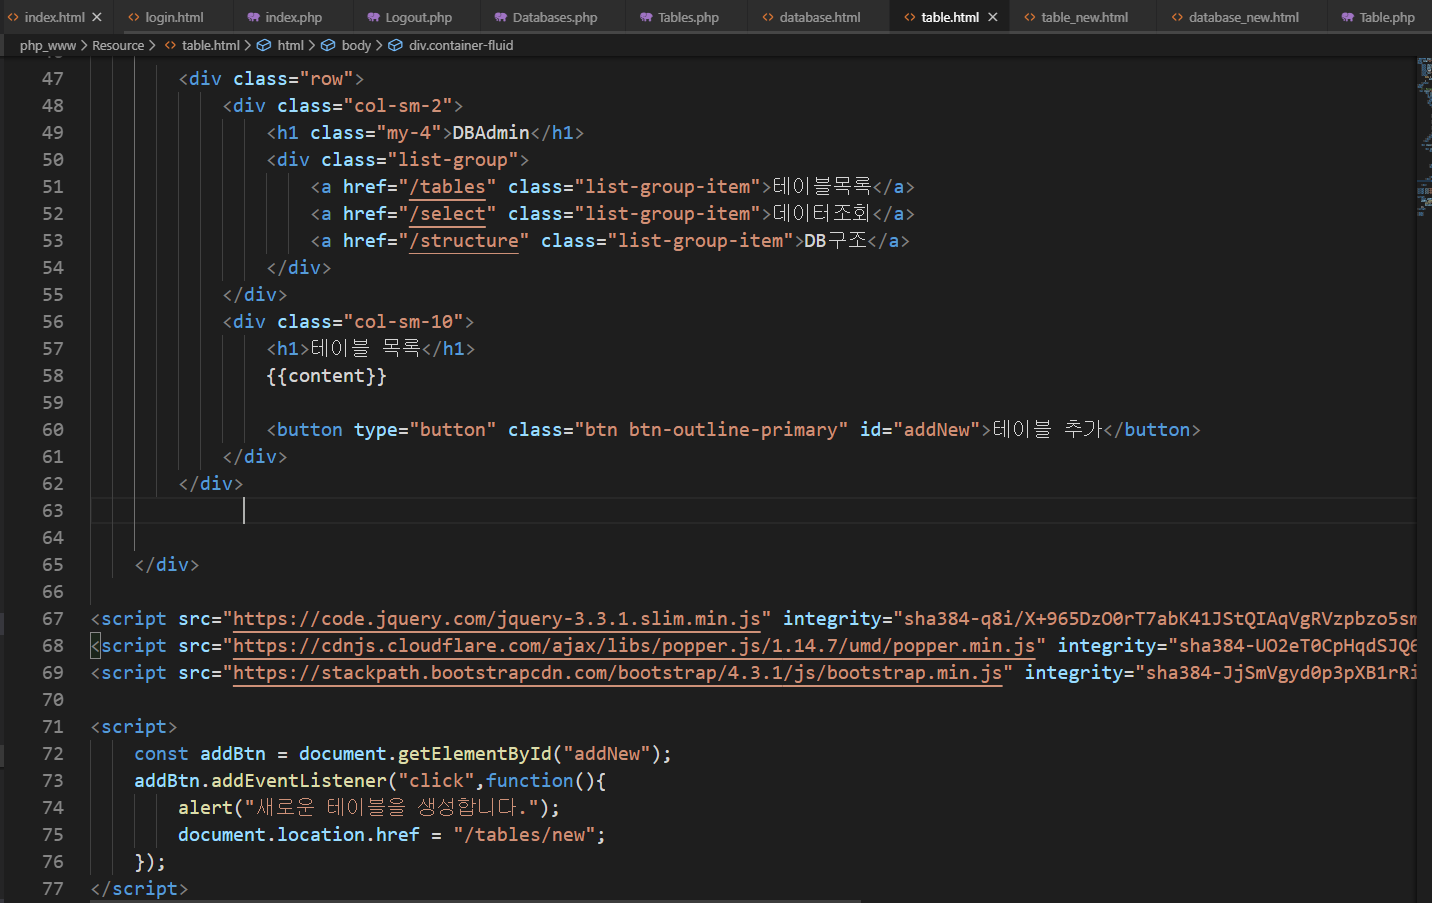 index.html login.html index.php Logout.php Databases.php Tables.php database.html table.html table_new.html database_new.html Table.php
php_www > Resource > table.html > html > body > div.container-fluid
47 <div class="row">
48 <div class="col-sm-2">
49 <h1 class="my-4">DBAdmin</h1>
50 <div class="list-group">
51 <a href="/tables" class="list-group-item">테이블목록</a>
52 <a href="/select" class="list-group-item">데이터조회</a>
53 <a href="/structure" class="list-group-item">DB구조</a>
54 </div>
55 </div>
56 <div class="col-sm-10">
57 <h1>테이블 목록</h1>
58 {{content}}
59
60 <button type="button" class="btn btn-outline-primary" id="addNew">테이블 추가</button>
61 </div>
62 </div>
63
64
65 </div>
66
67 <script src="https://code.jquery.com/jquery-3.3.1.slim.min.js" integrity="sha384-q8i/X+965DzO0rT7abK41JStQIAqVgRVzpbzo5sm
68 <script src="https://cdnjs.cloudflare.com/ajax/libs/popper.js/1.14.7/umd/popper.min.js" integrity="sha384-UO2eT0CpHqdSJQ6
69 <script src="https://stackpath.bootstrapcdn.com/bootstrap/4.3.1/js/bootstrap.min.js" integrity="sha384-JjSmVgyd0p3pXB1rRi
70
71 <script>
72 const addBtn = document.getElementById("addNew");
73 addBtn.addEventListener("click",function(){
74 alert("새로운 테이블을 생성합니다.");
75 document.location.href = "/tables/new";
76 });
77 </script>